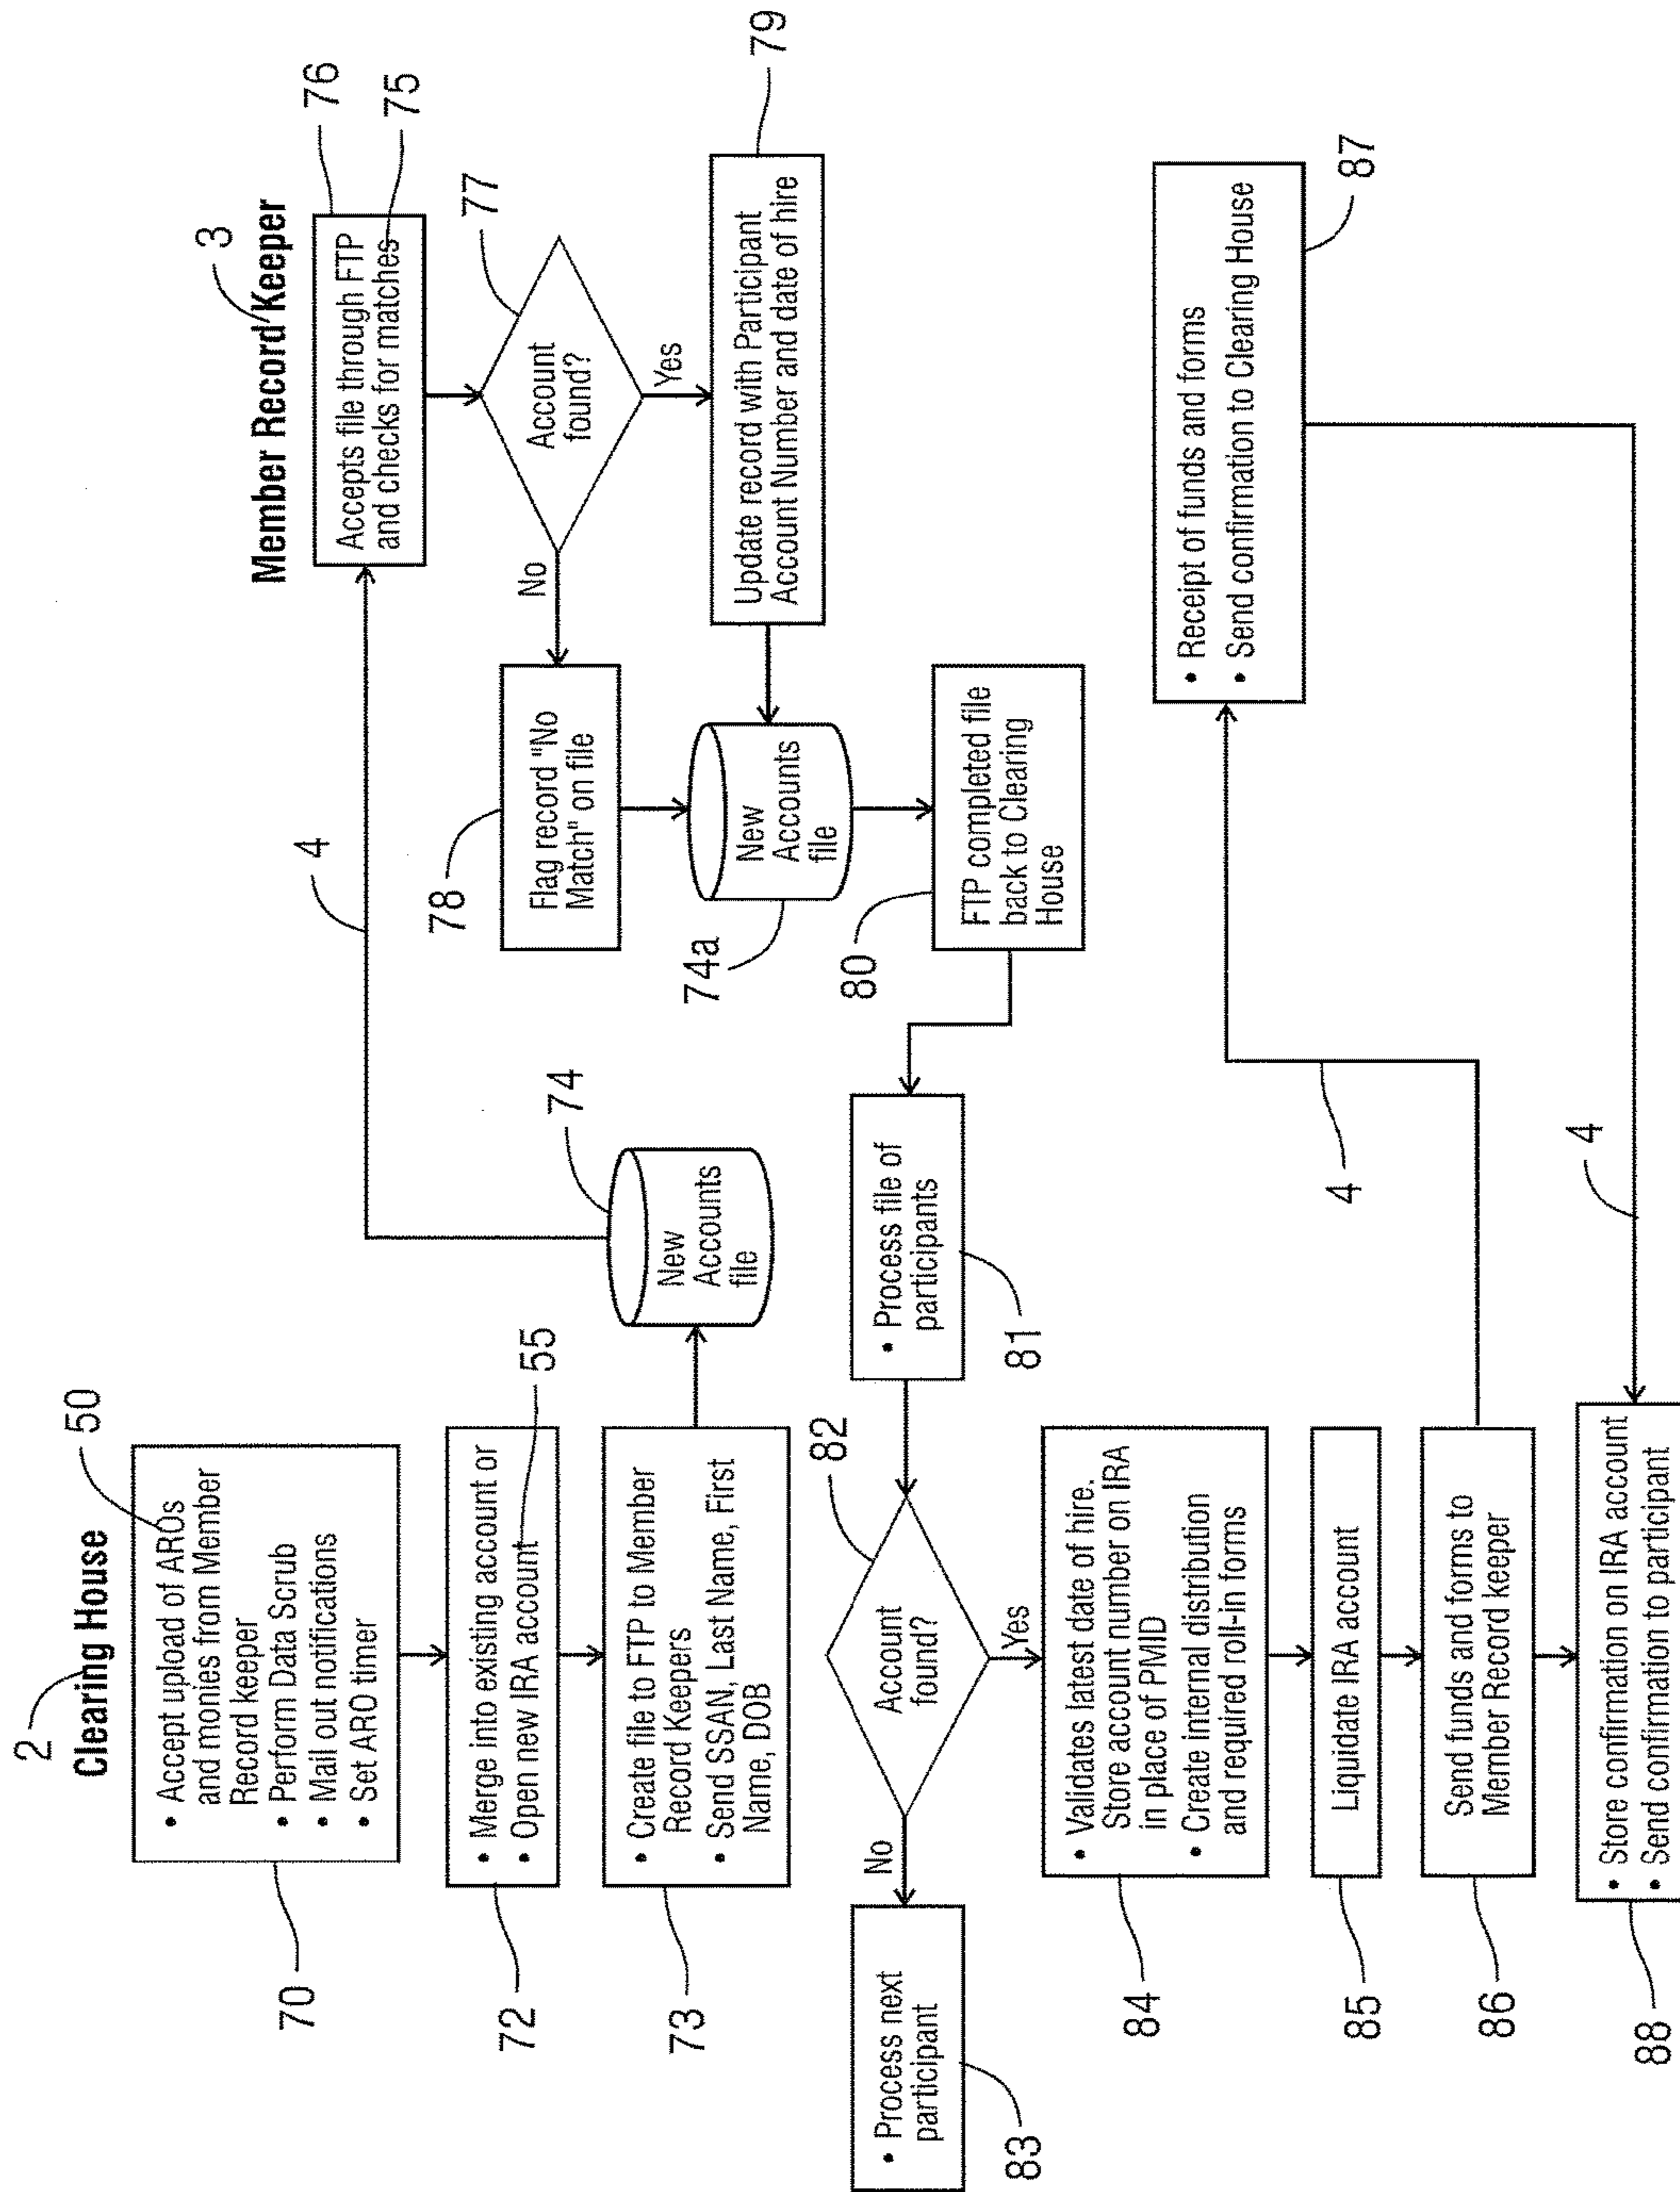 2
Clearing House
50
• Accept upload of AROs
and monies from Member
Record keeper
• Perform Data Scrub
• Mail out notifications
• Set ARO timer
70
• Merge into existing account or
• Open new IRA account
55
72
• Create file to FTP to Member
Record Keepers
• Send SSAN, Last Name, First
Name, DOB
73
New
Accounts
file
74
4
3
Member Record Keeper
76
Accepts file through FTP
and checks for matches
75
77
Account
found?
No
Yes
78
Flag record "No
Match" on file
79
Update record with Participant
Account Number and date of hire
New
Accounts
file
74a
80
FTP completed file
back to Clearing
House
• Process file of
participants
81
82
Account
found?
No
Yes
• Process next
participant
83
• Validates latest date of hire.
Store account number on IRA
in place of PMID
• Create internal distribution
and required roll-in forms
84
Liquidate IRA account
85
Send funds and forms to
Member Record keeper
86
4
• Receipt of funds and forms
• Send confirmation to Clearing House
87
4
• Store confirmation on IRA account
• Send confirmation to participant
88